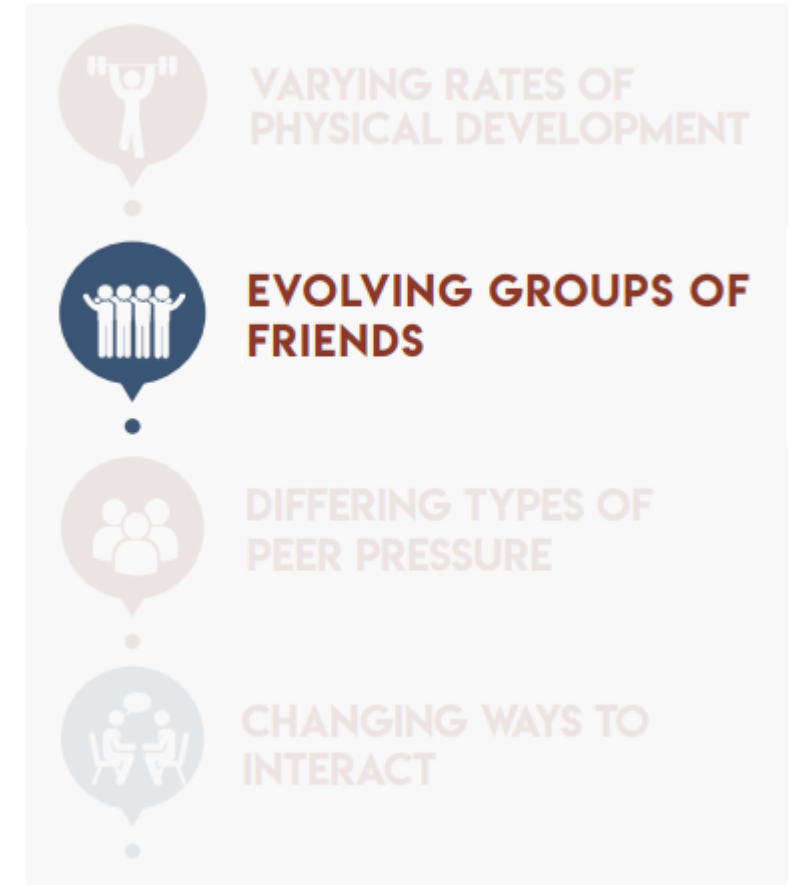 VARYING RATES OF
PHYSICAL DEVELOPMENT
EVOLVING GROUPS OF
FRIENDS
DIFFERING TYPES OF
PEER PRESSURE
CHANGING WAYS TO
INTERACT